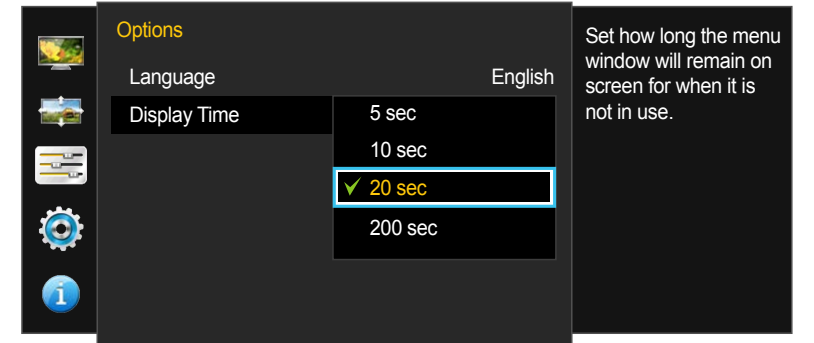 Options
Language English
Display Time
5 sec
10 sec
20 sec
200 sec
Set how long the menu
window will remain on
screen for when it is
not in use.
i